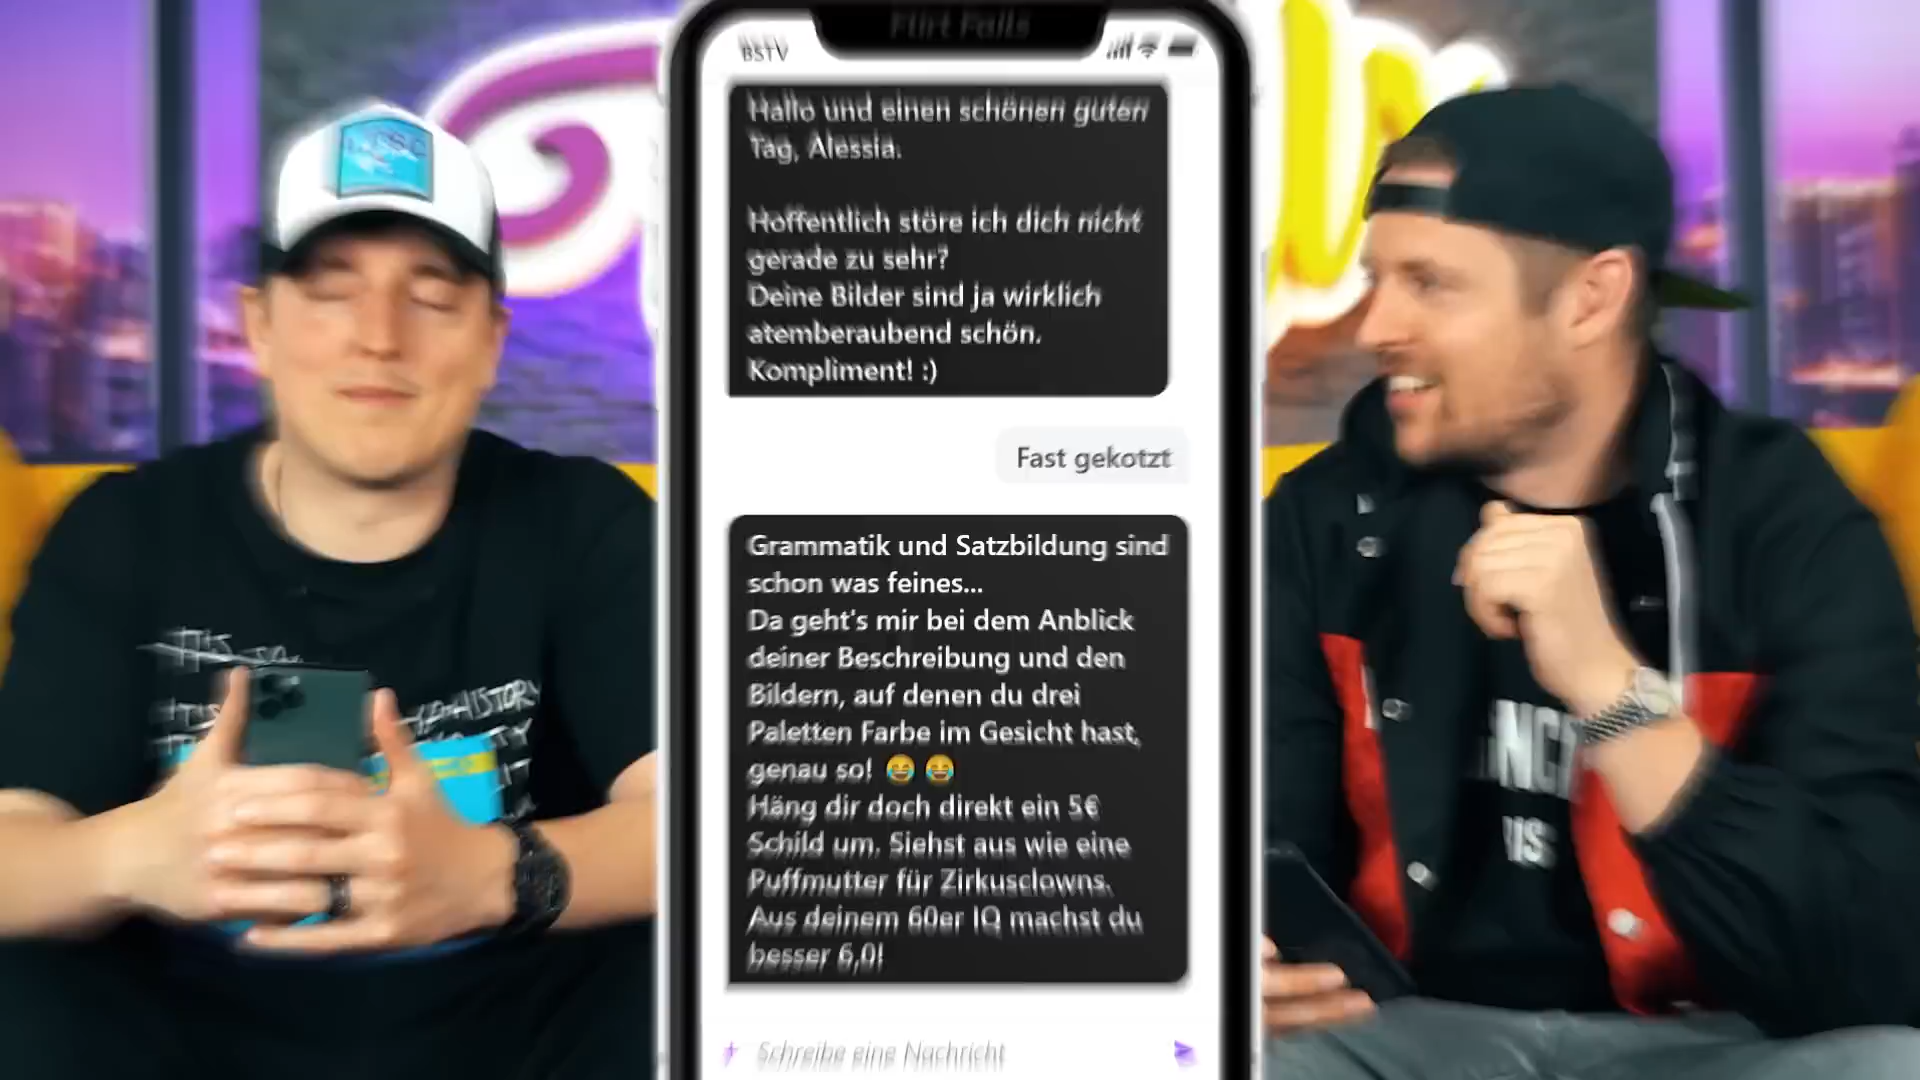 Flirt Fails
BSTV
Hallo und einen schönen guten
Tag, Alessia.
Hoffentlich störe ich dich nicht
gerade zu sehr?
Deine Bilder sind ja wirklich
atemberaubend schön.
Kompliment! :)
Fast gekotzt
Grammatik und Satzbildung sind
schon was feines...
Da geht's mir bei dem Anblick
deiner Beschreibung und den
Bildern, auf denen du drei
Paletten Farbe im Gesicht hast,
genau so! 😂 😂
Häng dir doch direkt ein 5€
Schild um. Siehst aus wie eine
Puffmutter für Zirkusclowns.
Aus deinem 60er IQ machst du
besser 6,0!
Schreibe eine Nachricht